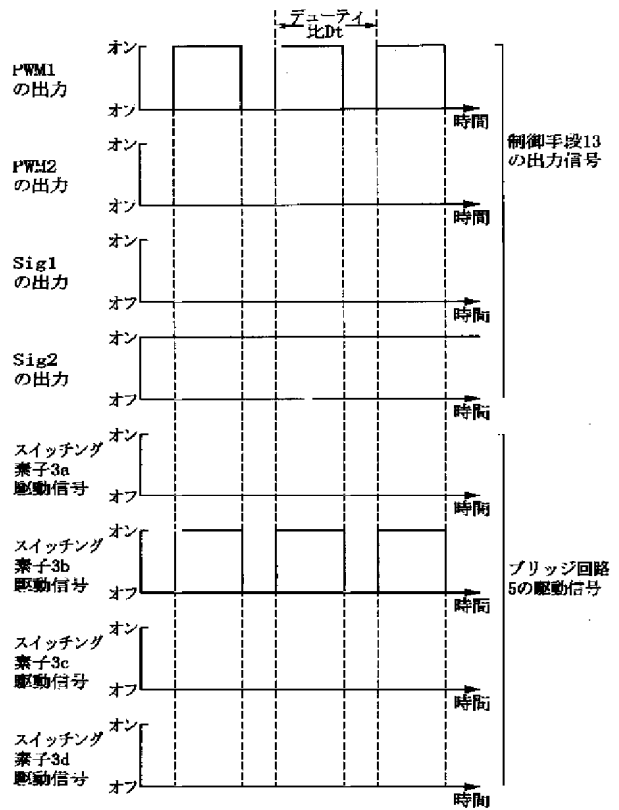 デューティ
比Dt
オン
PWM1
の出力
オフ
時間
制御手段13
の出力信号
オン
PWM2
の出力
オフ
時間
オン
Sig1
の出力
オフ
時間
オン
Sig2
の出力
オフ
時間
オン
スイッチング
素子3a
駆動信号
オフ
時間
オン
スイッチング
素子3b
駆動信号
オフ
時間
ブリッジ回路
5の駆動信号
オン
スイッチング
素子3c
駆動信号
オフ
時間
オン
スイッチング
素子3d
駆動信号
オフ
時間